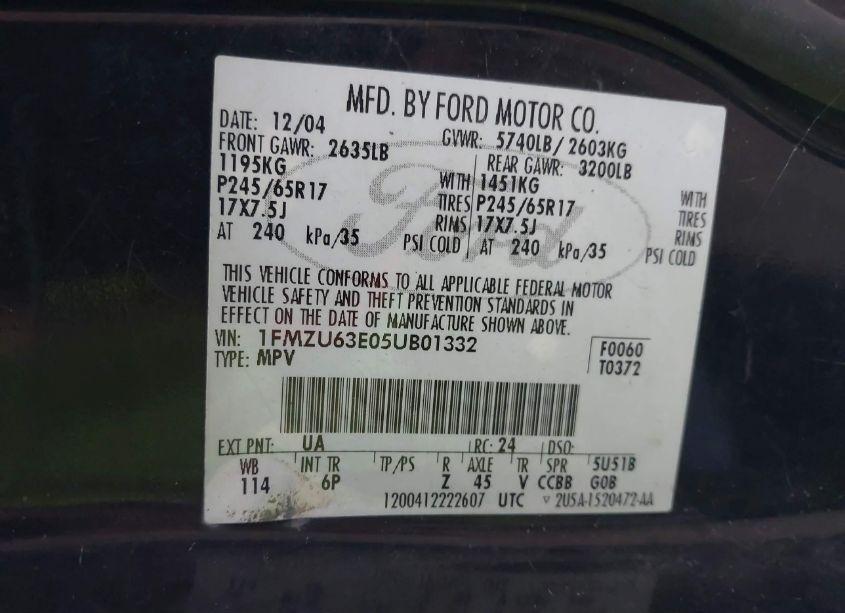 MFD. BY FORD MOTOR CO.
DATE: 12/04 GVWR: 5740LB/ 2603KG
FRONT GAWR: 2635LB REAR GAWR: 3200LB
1195KG WITH 1451KG WITH
P245/65R17 TIRES P245/65R17 TIRES
17X7.5J RIMS 17X7.5J RIMS
AT 240 kPa/35 PSI COLD AT 240 kPa/35 PSI COLD
Ford
THIS VEHICLE CONFORMS TO ALL APPLICABLE FEDERAL MOTOR
VEHICLE SAFETY AND THEFT PREVENTION STANDARDS IN
EFFECT ON THE DATE OF MANUFACTURE SHOWN ABOVE.
VIN: 1FMZU63E05UB01332 F0060
TYPE: MPV T0372
EXT PNT: UA RC: 24 DSO:
WB INT TR TP/PS R AXLE TR SPR 5U51B
114 6P Z 45 V CCBB G0B
1200412222607 UTC 2U5A-1520472-AA